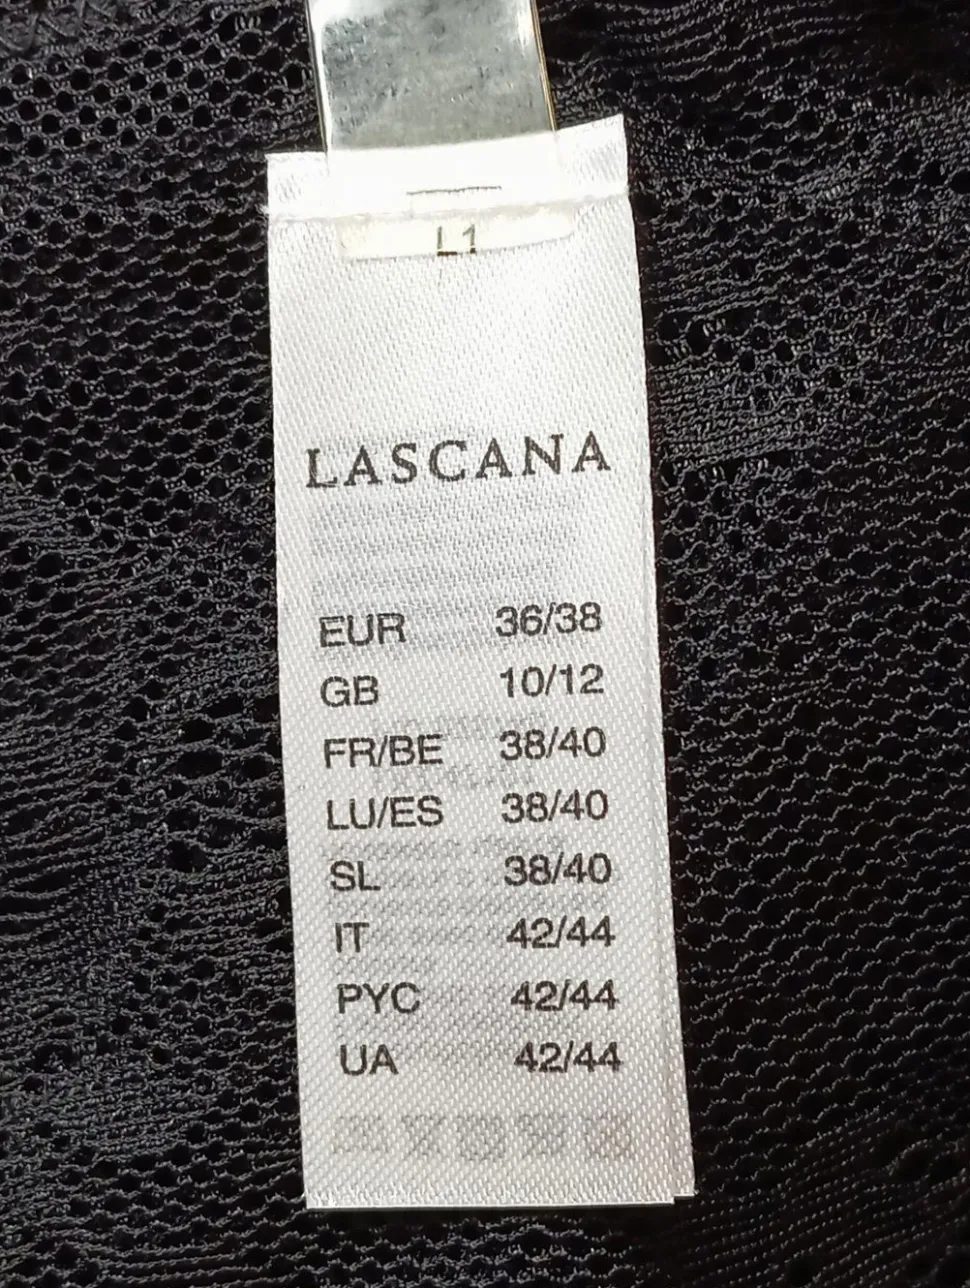 L1
LASCANA
EUR 36/38
GB 10/12
FR/BE 38/40
LU/ES 38/40
SL 38/40
IT 42/44
РУС 42/44
UA 42/44